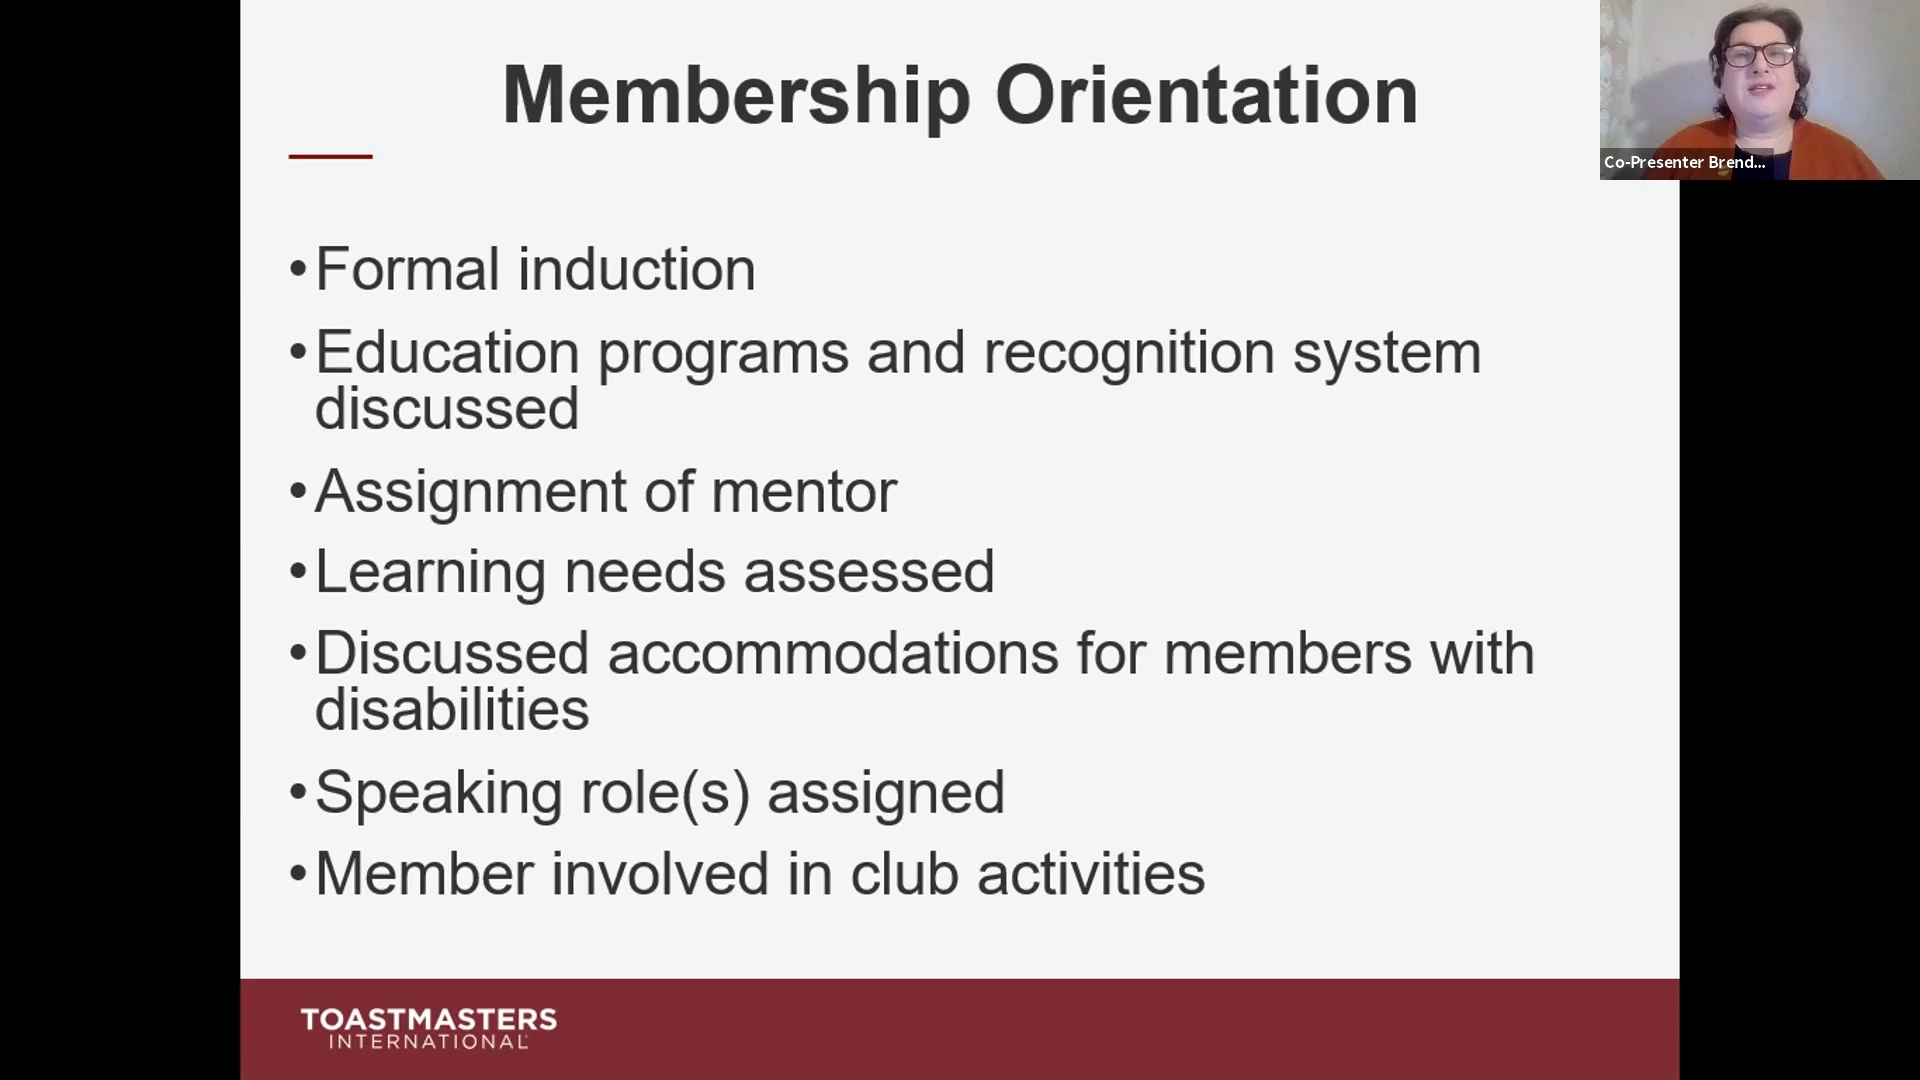 Membership Orientation
Co-Presenter Brend...
•Formal induction
•Education programs and recognition system
discussed
•Assignment of mentor
•Learning needs assessed
•Discussed accommodations for members with
disabilities
•Speaking role(s) assigned
•Member involved in club activities
TOASTMASTERS
INTERNATIONAL